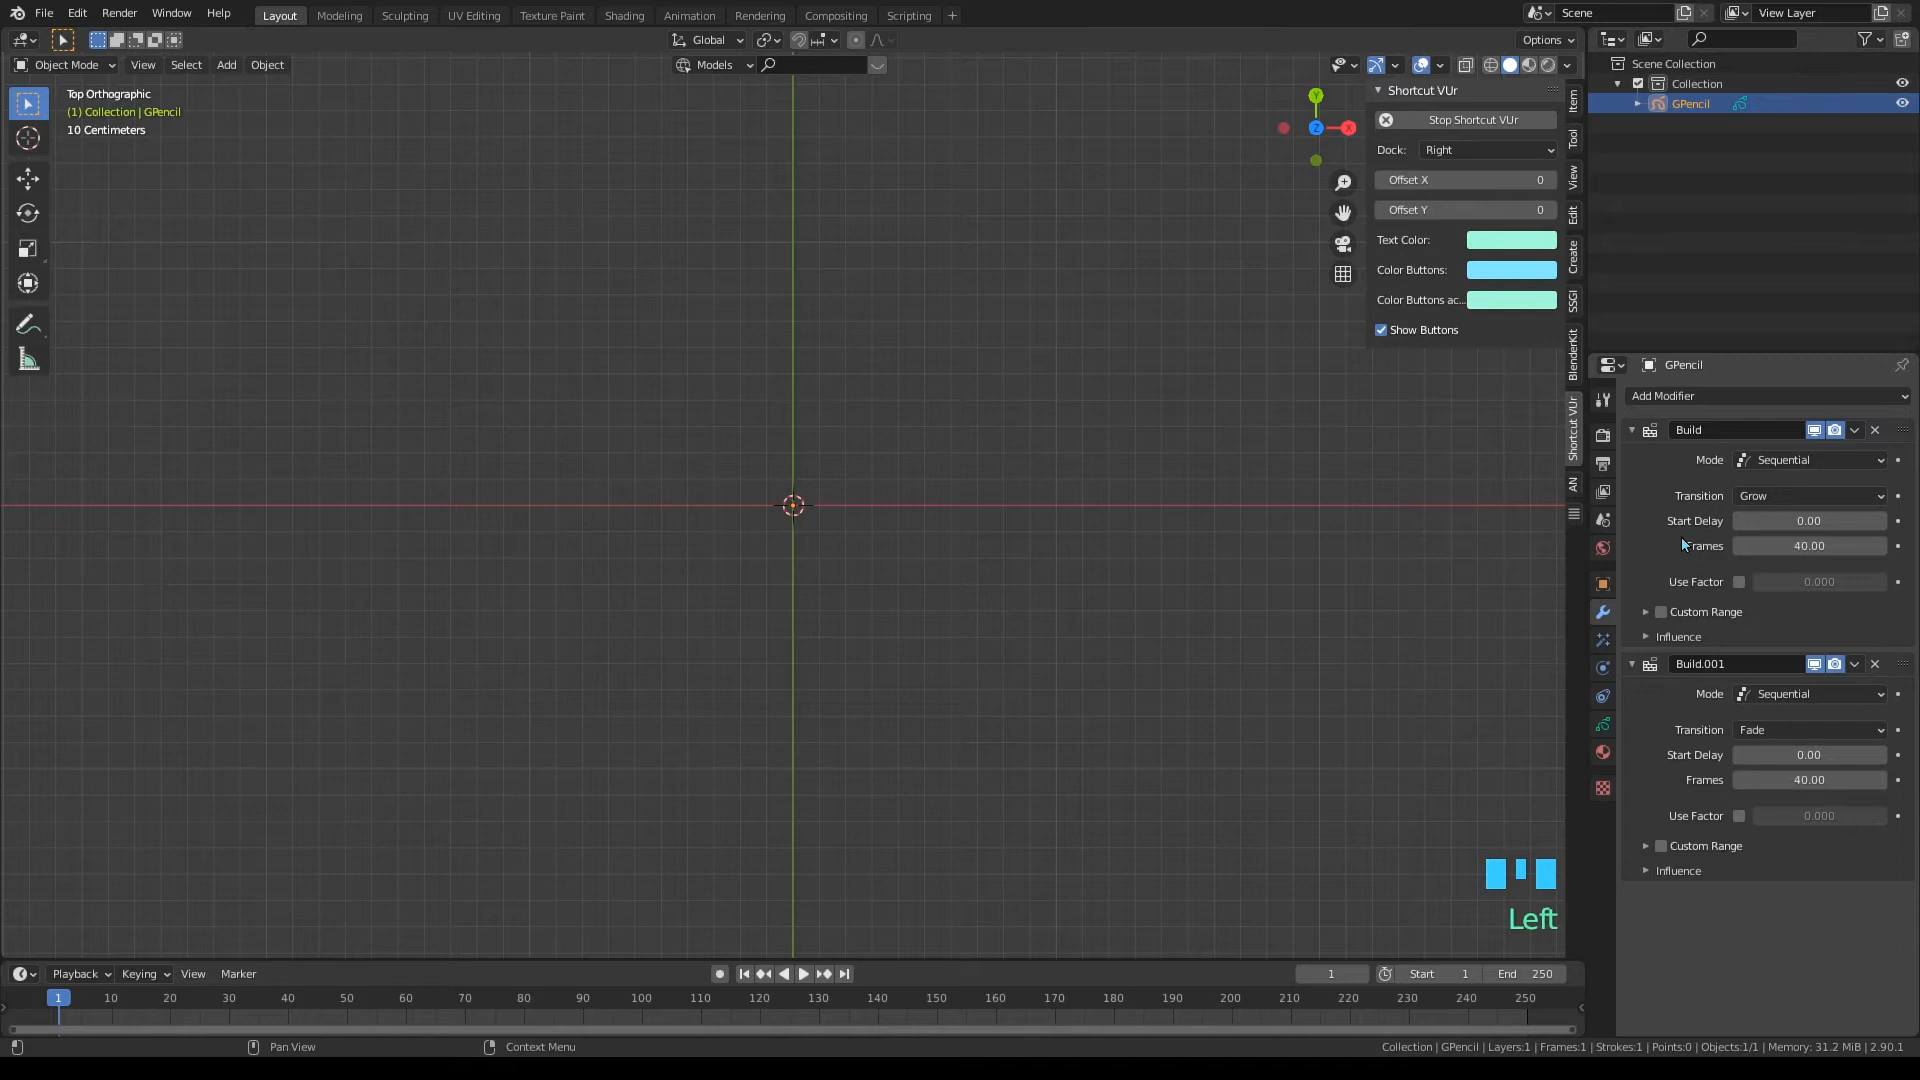 File Edit Render Window Help Layout Modeling Sculpting UV Editing Texture Paint Shading Animation Rendering Compositing Scripting + Scene View Layer
Global Options
Object Mode View Select Add Object Models
Top Orthographic
(1) Collection | GPencil
10 Centimeters
Y
Z
X
Shortcut VUr
Stop Shortcut VUr
Dock: Right
Offset X 0
Offset Y 0
Text Color:
Color Buttons:
Color Buttons ac...
Show Buttons
Item
Tool
View
Edit
Create
SSGI
BlenderKit
Shortcut VUr
AN
Scene Collection
Collection
GPencil
GPencil
Add Modifier
Build
Mode Sequential
Transition Grow
Start Delay 0.00
Frames 40.00
Use Factor 0.000
Custom Range
Influence
Build.001
Mode Sequential
Transition Fade
Start Delay 0.00
Frames 40.00
Use Factor 0.000
Custom Range
Influence
Left
Playback Keying View Marker 1 Start 1 End 250
1 10 20 30 40 50 60 70 80 90 100 110 120 130 140 150 160 170 180 190 200 210 220 230 240 250
Pan View Context Menu Collection | GPencil | Layers:1 | Frames:1 | Strokes:1 | Points:0 | Objects:1/1 | Memory: 31.2 MiB | 2.90.1